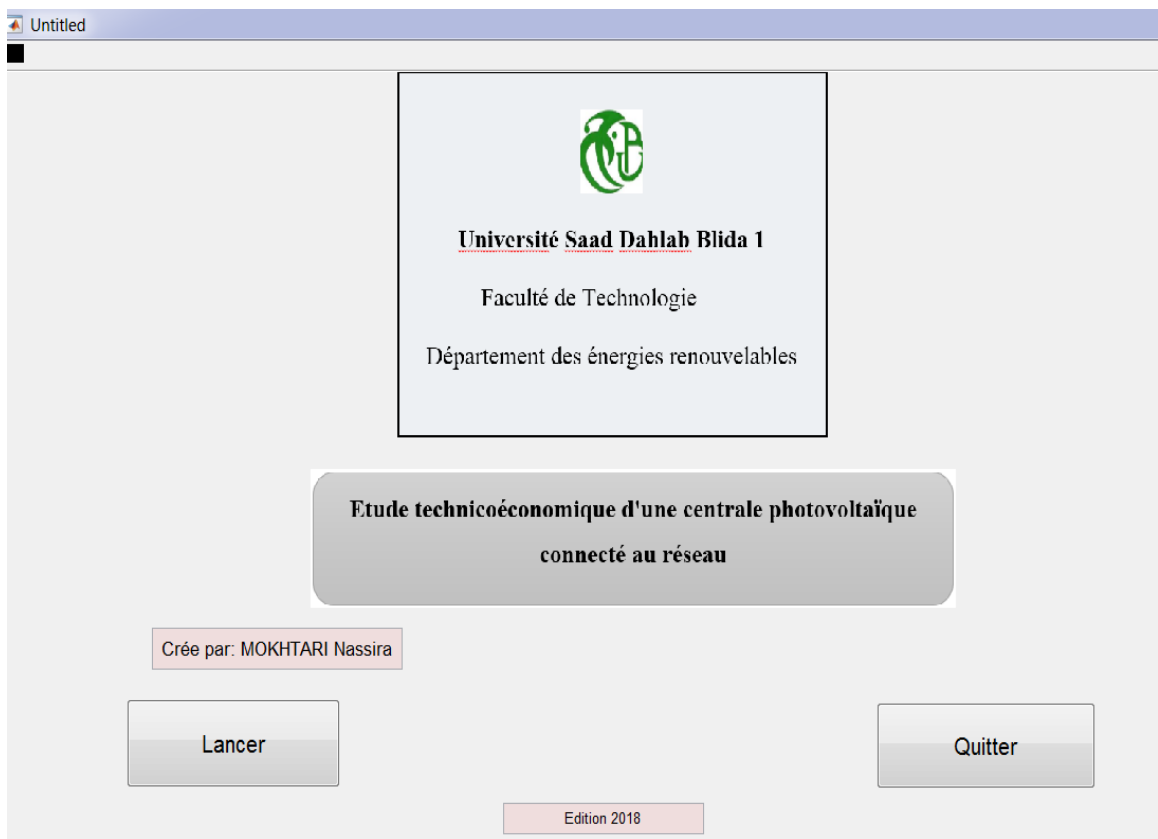 Untitled
Université Saad Dahlab Blida 1
Faculté de Technologie
Département des énergies renouvelables
Etude technicoéconomique d'une centrale photovoltaïque
connecté au réseau
Crée par: MOKHTARI Nassira
Lancer
Quitter
Edition 2018